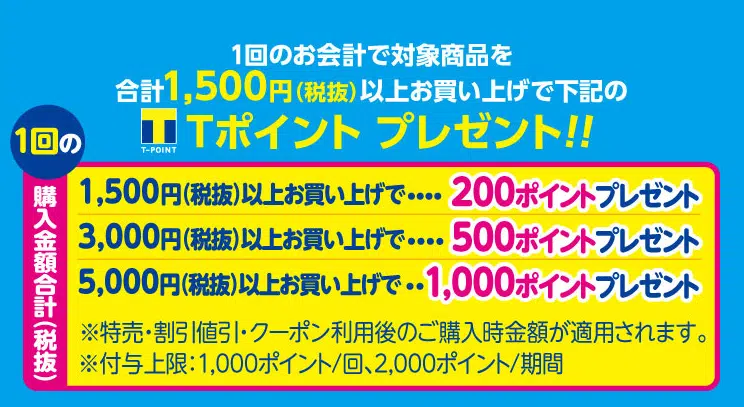 1回のお会計で対象商品を
合計1,500円(税抜)以上お買い上げで下記の
T-POINT Tポイント プレゼント!!
1回の
購入金額合計(税抜)
1,500円(税抜)以上お買い上げで‥‥ 200ポイントプレゼント
3,000円(税抜)以上お買い上げで‥‥ 500ポイントプレゼント
5,000円(税抜)以上お買い上げで‥1,000ポイントプレゼント
※特売・割引値引・クーポン利用後のご購入時金額が適用されます。
※付与上限:1,000ポイント/回、2,000ポイント/期間